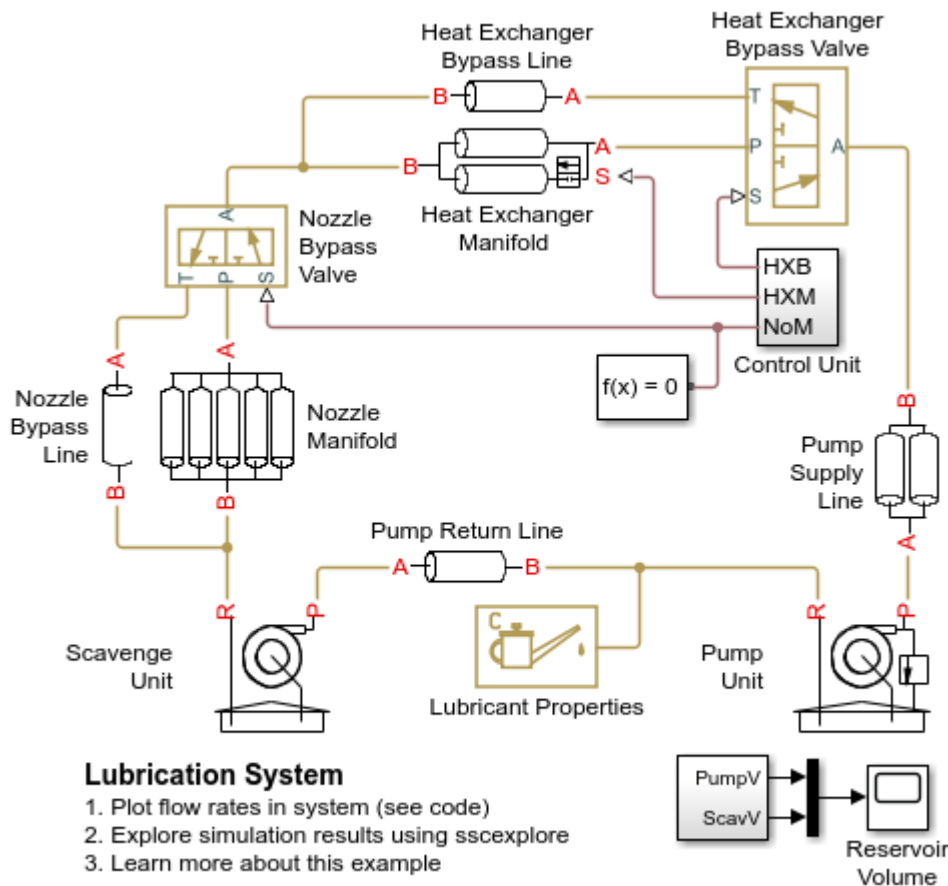 Heat Exchanger
Bypass Line
Heat Exchanger
Bypass Valve
B
A
T
B
A
P
A
S
S
Heat Exchanger
Manifold
A
Nozzle
Bypass
Valve
T
P
S
HXB
HXM
NoM
Control Unit
f(x) = 0
A
A
Nozzle
Bypass
Line
Nozzle
Manifold
B
B
B
Pump
Supply
Line
A
Pump Return Line
A
B
R
P
R
P
C
Scavenge
Unit
Pump
Unit
Lubricant Properties
Lubrication System
1. Plot flow rates in system (see code)
2. Explore simulation results using sscexplore
3. Learn more about this example
PumpV
ScavV
Reservoir
Volume